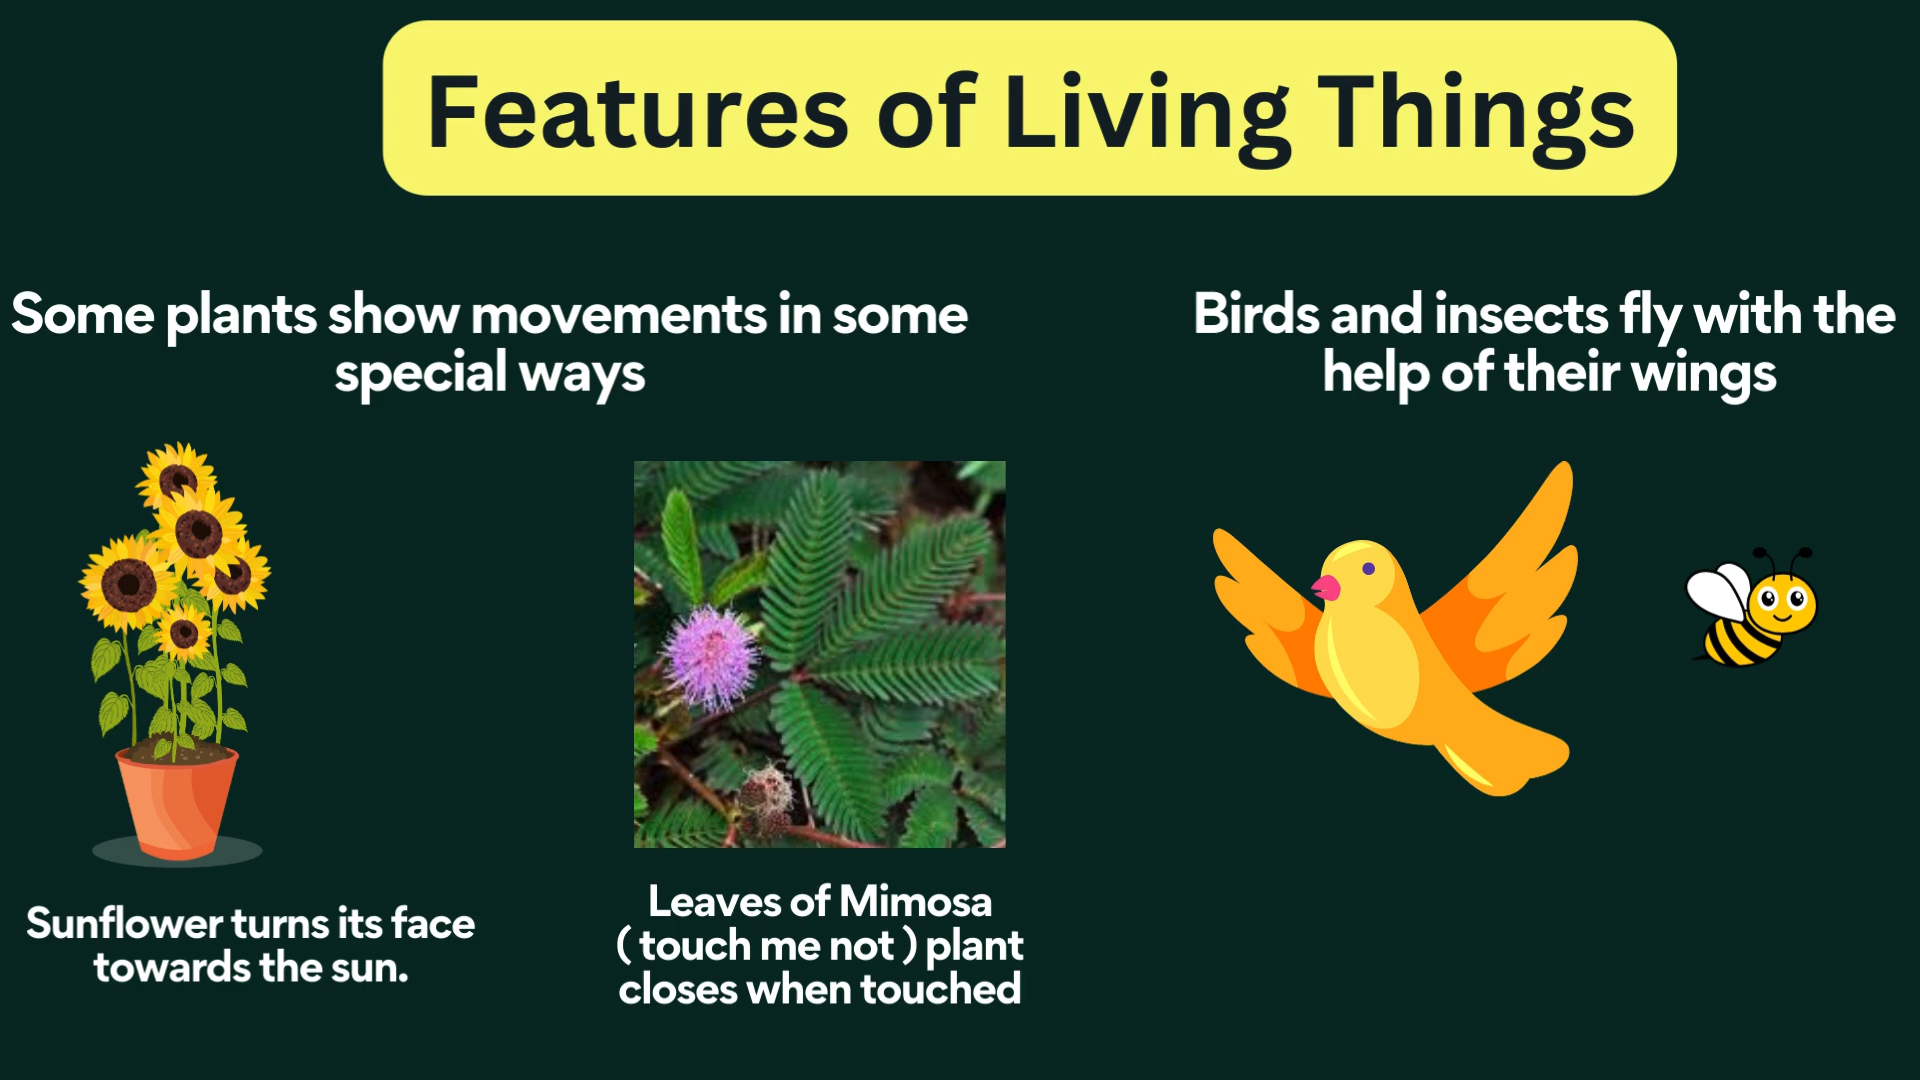 Features of Living Things
Some plants show movements in some
special ways
Birds and insects fly with the
help of their wings
Sunflower turns its face
towards the sun.
Leaves of Mimosa
( touch me not ) plant
closes when touched